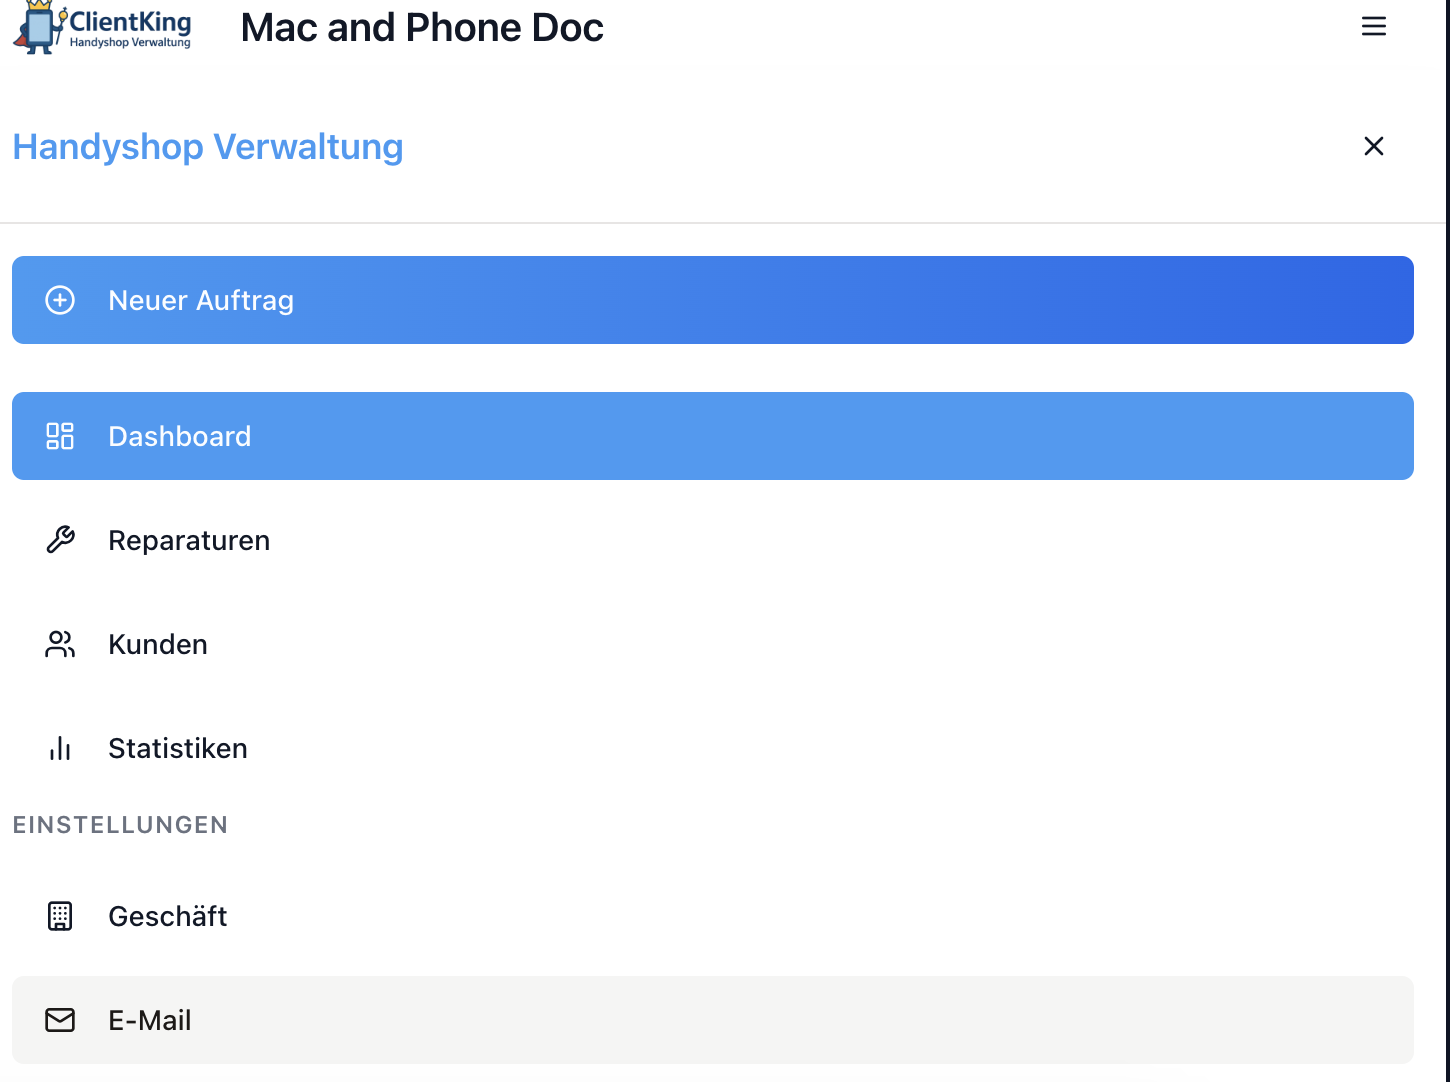 ClientKing
Handyshop Verwaltung
Mac and Phone Doc
Handyshop Verwaltung
Neuer Auftrag
Dashboard
Reparaturen
Kunden
Statistiken
EINSTELLUNGEN
Geschäft
E-Mail